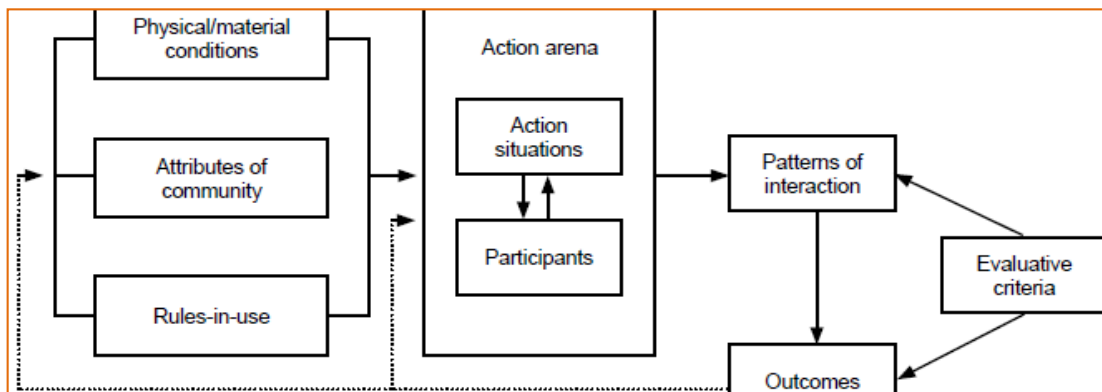 Physical/material
conditions
Attributes of
community
Rules-in-use
Action arena
Action
situations
Participants
Patterns of
interaction
Outcomes
Evaluative
criteria